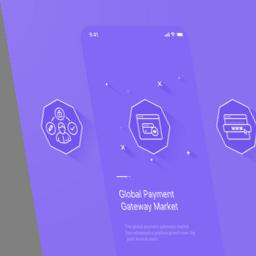 9:41
www
Global Payment
Gateway Market
The global payment gateway market
has witnessed a positive growth over the
past several years.